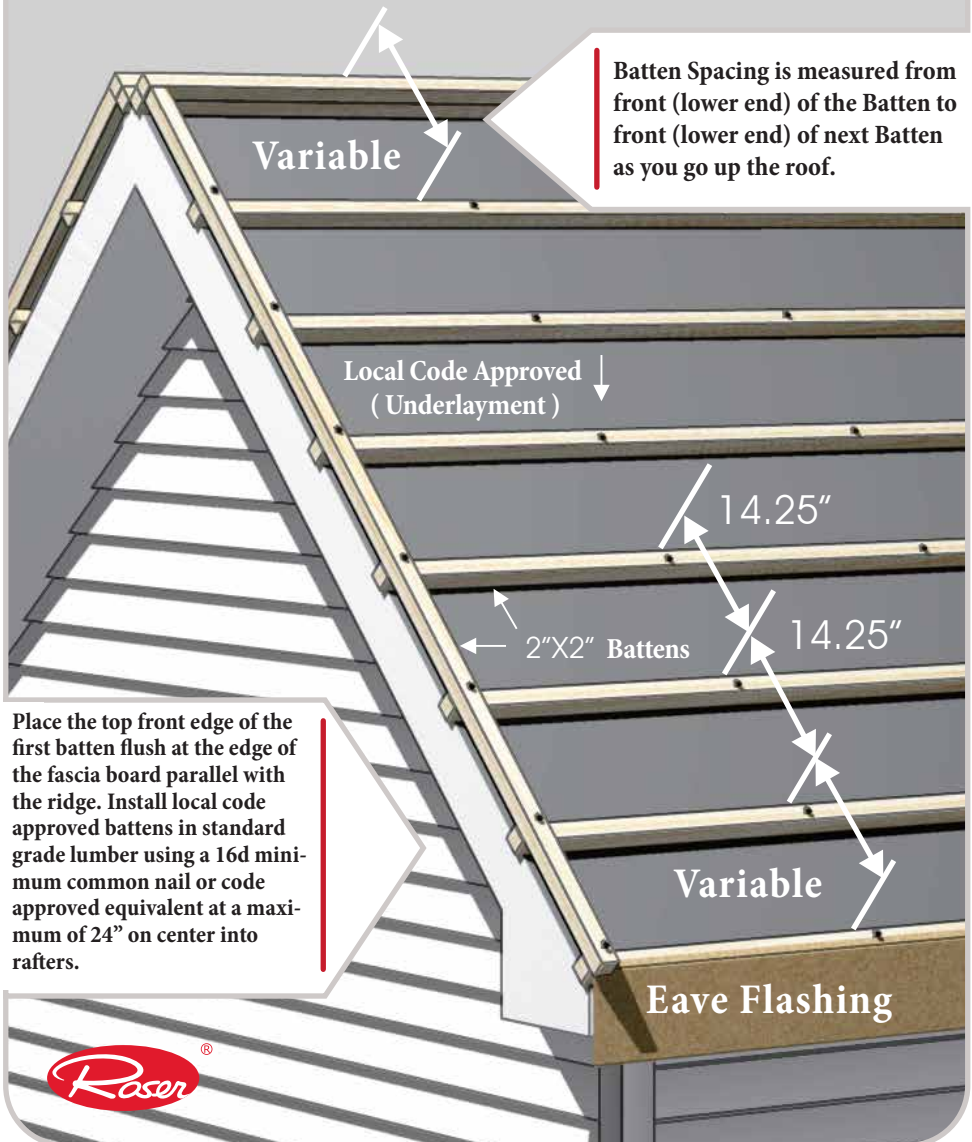 Batten Spacing is measured from
front (lower end) of the Batten to
front (lower end) of next Batten
as you go up the roof.
Variable
Local Code Approved
( Underlayment )
14.25"
14.25"
2"X2" Battens
Place the top front edge of the
first batten flush at the edge of
the fascia board parallel with
the ridge. Install local code
approved battens in standard
grade lumber using a 16d mini-
mum common nail or code
approved equivalent at a maxi-
mum of 24” on center into
rafters.
Variable
Eave Flashing
Roser ®